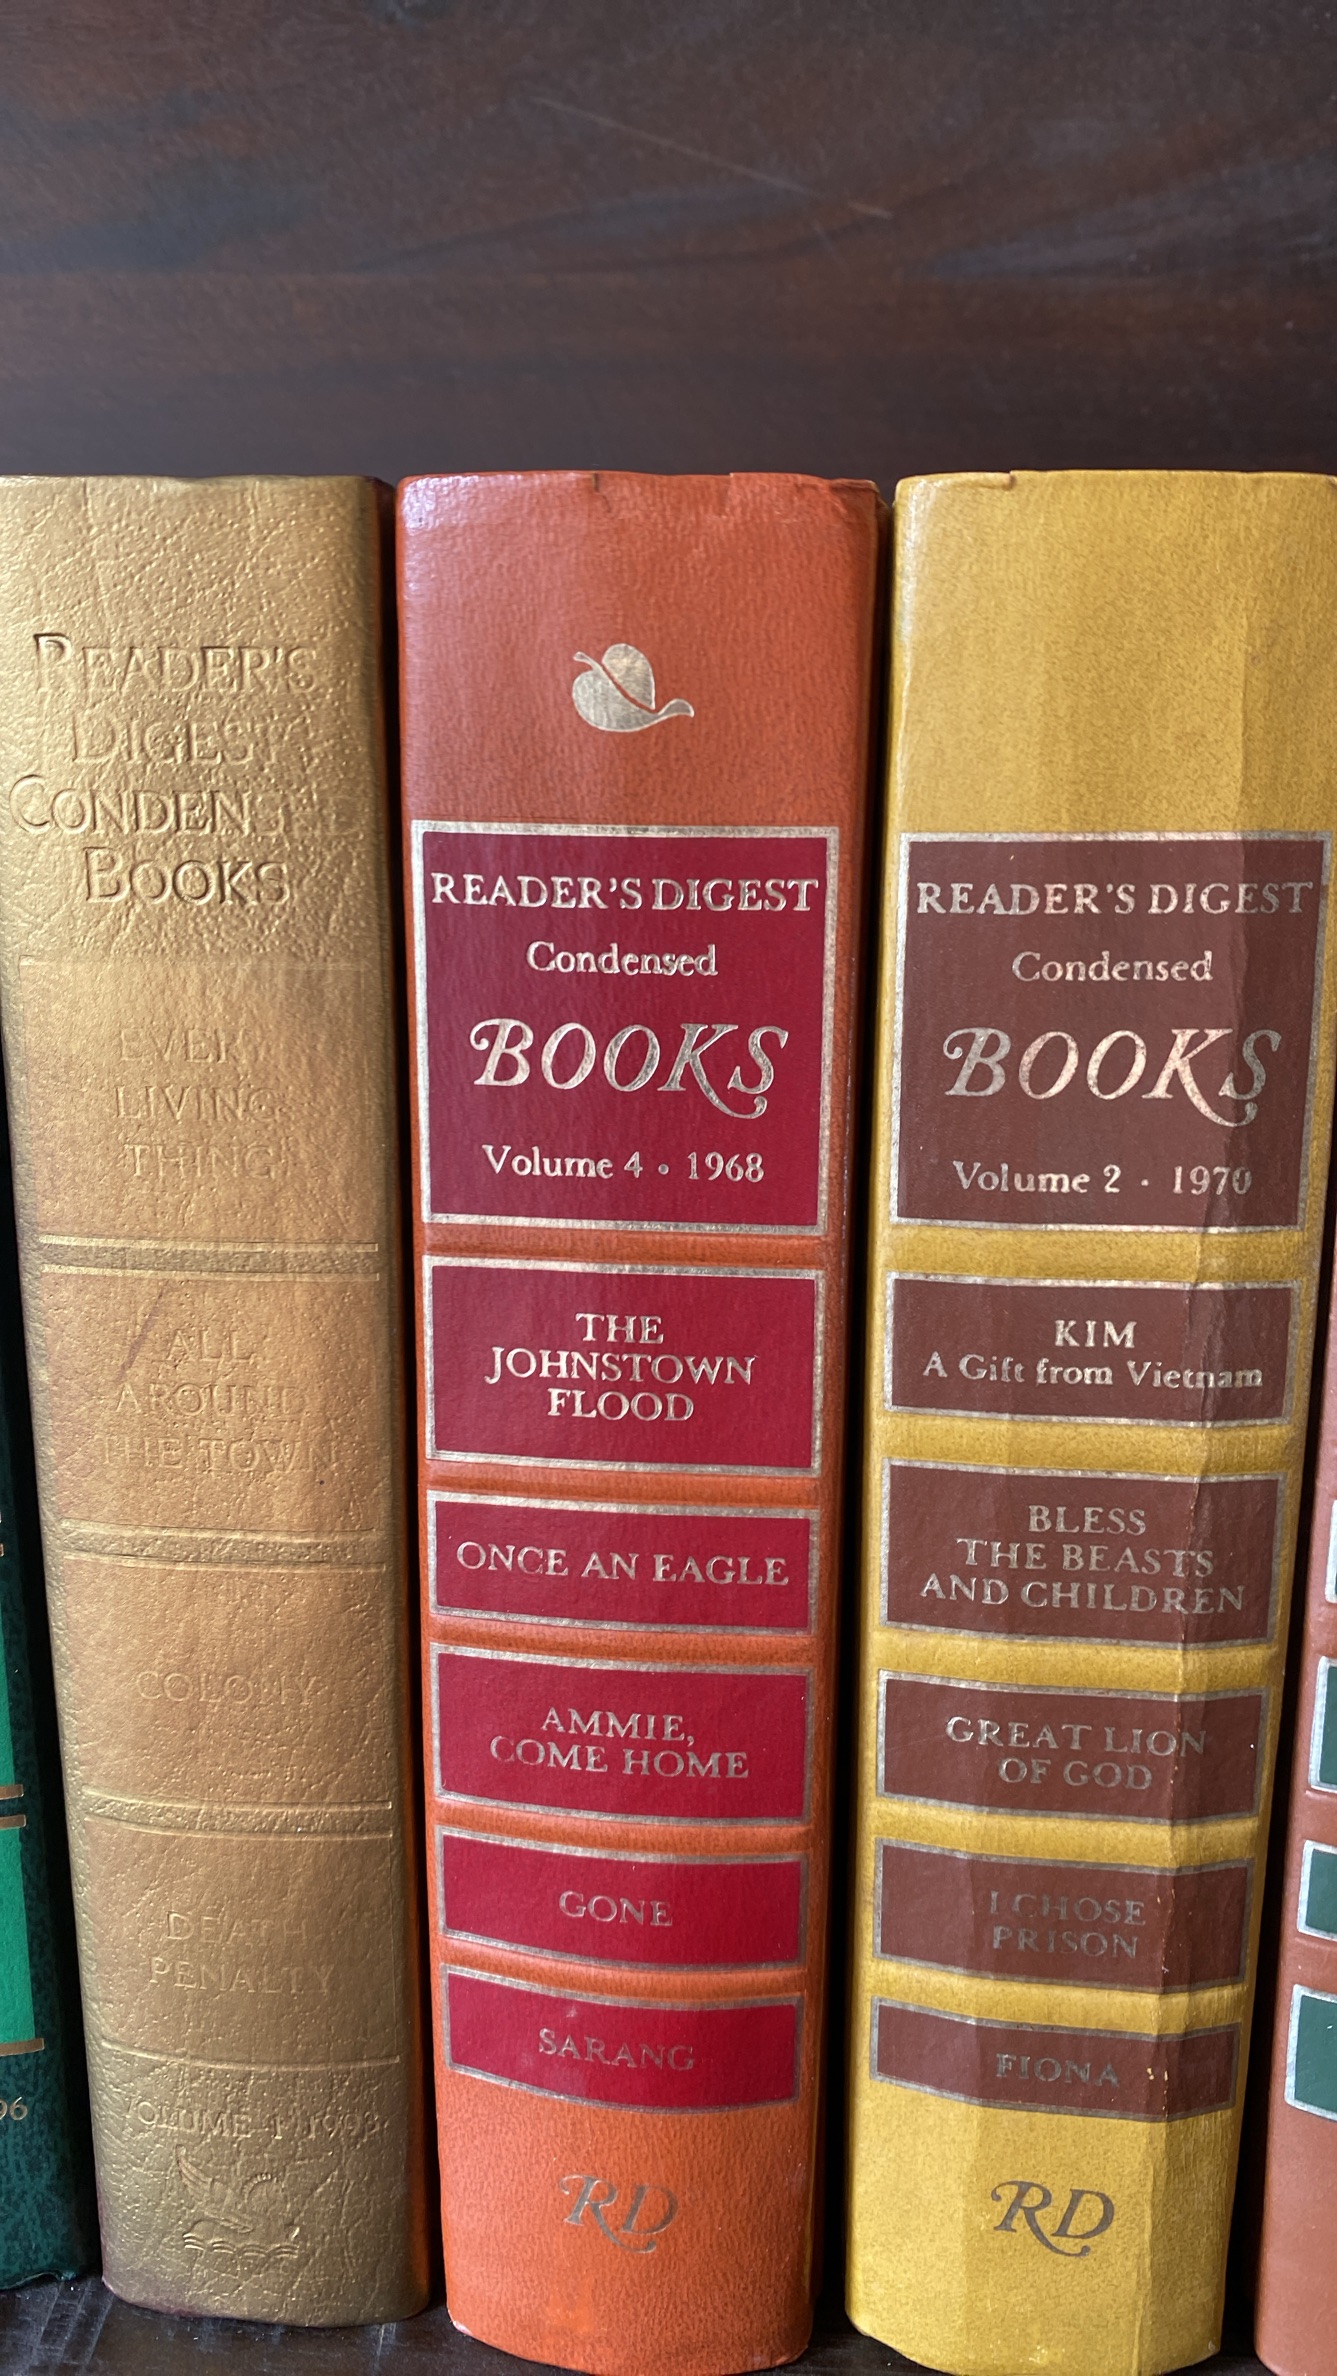 READER'S
DIGEST
CONDENSED
BOOKS
EVERY
LIVING
THING
ALL
AROUND
THE TOWN
COLONY
DEATH
PENALTY
VOLUME 1 1993
READER'S DIGEST
Condensed
BOOKS
Volume 4 • 1968
THE
JOHNSTOWN
FLOOD
ONCE AN EAGLE
AMMIE,
COME HOME
GONE
SARANG
RD
READER'S DIGEST
Condensed
BOOKS
Volume 2 · 1970
KIM
A Gift from Vietnam
BLESS
THE BEASTS
AND CHILDREN
GREAT LION
OF GOD
I CHOSE
PRISON
FIONA
RD